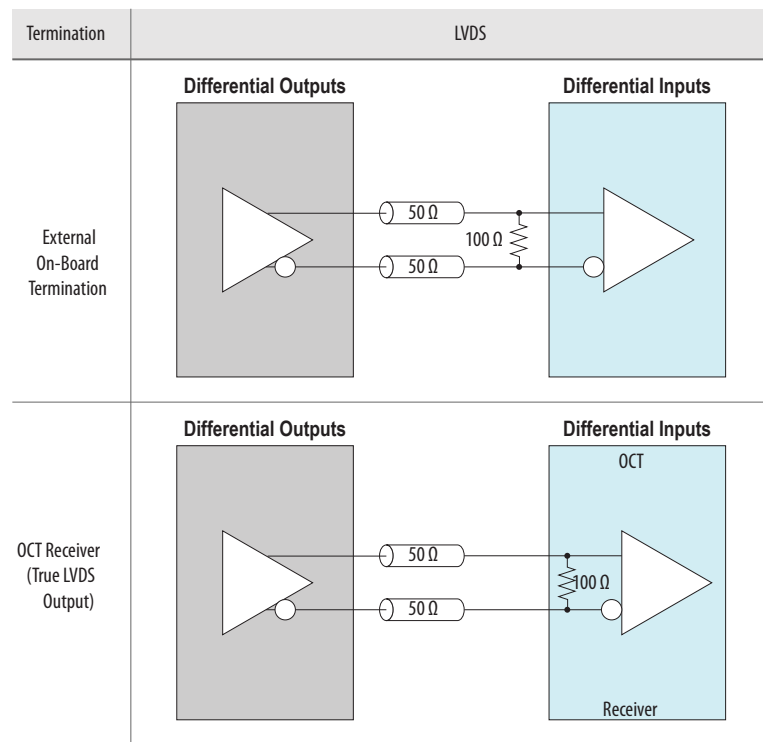 Termination
LVDS
Differential Outputs
Differential Inputs
External
On-Board
Termination
50 Ω
100 Ω
50 Ω
Differential Outputs
Differential Inputs
OCT
OCT Receiver
(True LVDS
Output)
50 Ω
100 Ω
50 Ω
Receiver